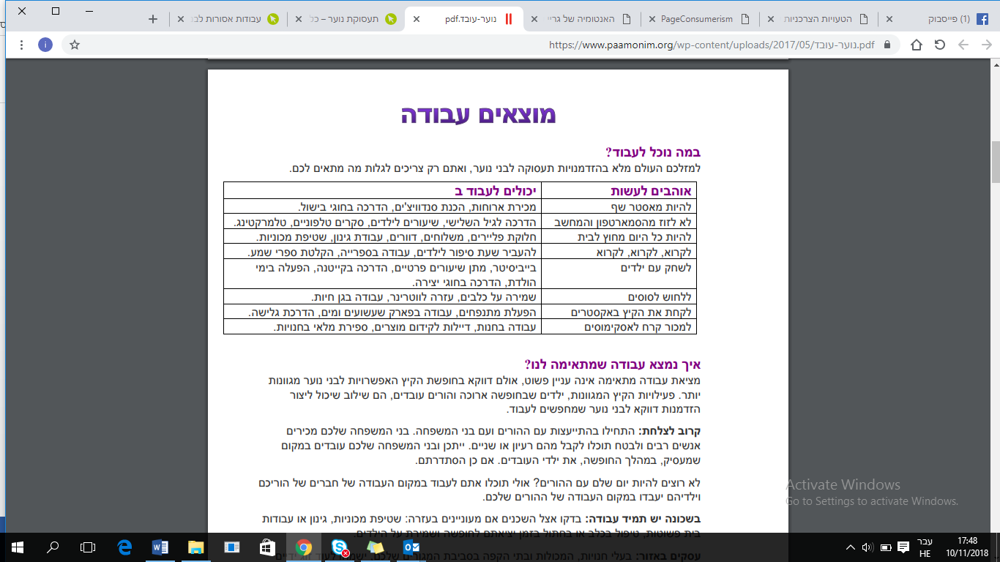 (1) פייסבוק
הטעויות הצרכניות
PageConsumerism
האנטומיה של גריי
נוער-עובד.pdf
תעסוקת נוער – כל
עבודות אסורות לבני
https://www.paamonim.org/wp-content/uploads/2017/05/נוער-עובד.pdf
i
מוצאים עבודה
במה נוכל לעבוד?
למזלכם העולם מלא בהזדמנויות תעסוקה לבני נוער, ואתם רק צריכים לגלות מה מתאים לכם.
אוהבים לעשות יכולים לעבוד ב
להיות מאסטר שף מכירת ארוחות, הכנת סנדוויצ'ים, הדרכה בחוגי בישול.
לא לזוז מהסמארטפון והמחשב הדרכה לגיל השלישי, שיעורים לילדים, סקרים טלפוניים, טלמרקטינג.
להיות כל היום מחוץ לבית חלוקת פליירים, משלוחים, דוורים, עבודת גינון, שטיפת מכוניות.
לקרוא, לקרוא, לקרוא להעביר שעת סיפור לילדים, עבודה בספרייה, הקלטת ספרי שמע.
לשחק עם ילדים בייביסיטר, מתן שיעורים פרטיים, הדרכה בקייטנה, הפעלה בימי
הולדת, הדרכה בחוגי יצירה.
ללחוש לסוסים שמירה על כלבים, עזרה לווטרינר, עבודה בגן חיות.
לקחת את הקיץ באקסטרים הפעלת מתנפחים, עבודה בפארק שעשועים ומים, הדרכת גלישה.
למכור קרח לאסקימוסים עבודה בחנות, דיילות לקידום מוצרים, ספירת מלאי בחנויות.
איך נמצא עבודה שמתאימה לנו?
מציאת עבודה מתאימה אינה עניין פשוט, אולם דווקא בחופשת הקיץ האפשרויות לבני נוער מגוונות
יותר. פעילויות הקיץ המגוונות, ילדים שבחופשה ארוכה והורים עובדים, הם שילוב שיכול ליצור
הזדמנות דווקא לבני נוער שמחפשים לעבוד.
קרוב לצלחת: התחילו בהתייעצות עם ההורים ועם בני המשפחה. בני המשפחה שלכם מכירים
אנשים רבים ולבטח תוכלו לקבל מהם רעיון או שניים. ייתכן ובני המשפחה שלכם עובדים במקום
שמעסיק, במהלך החופשה, את ילדי העובדים. אם כן הסתדרתם.
לא רוצים להיות יום שלם עם ההורים? אולי תוכלו אתם לעבוד במקום העבודה של חברים של הוריכם
וילדיהם יעבדו במקום העבודה של ההורים שלכם.
בשכונה יש תמיד עבודה: בדקו אצל השכנים אם מעוניינים בעזרה: שטיפת מכוניות, גינון או עבודות
בית פשוטות, טיפול בכלב או בחתול בזמן יציאתם לחופשה ושמירת על הילדים.
עסקים באזור: בעלי חנויות, המכולות ובתי הקפה בסביבת המגורים שלכם,
Activate Windows
Go to Settings to activate Windows.
עבר
HE
17:48
10/11/2018